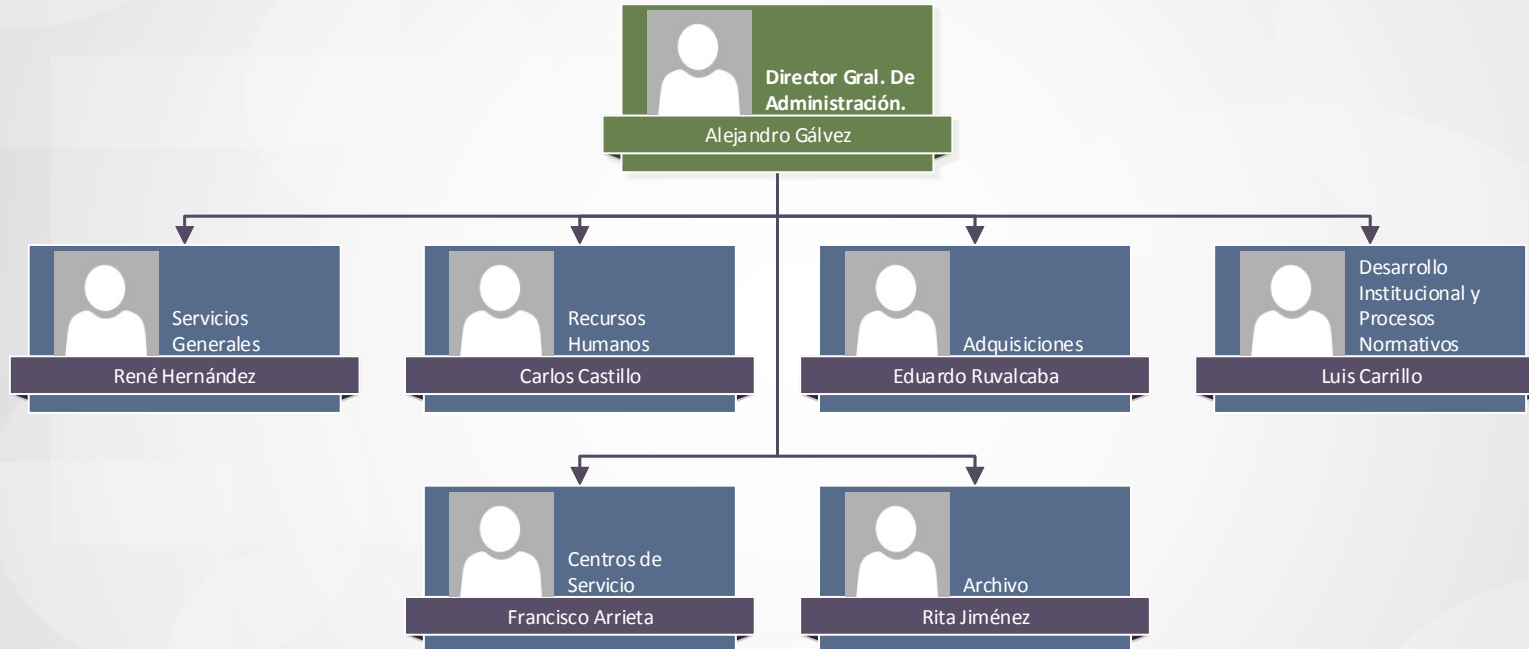 Director Gral. De
Administración.
Alejandro Gálvez
Servicios
Generales
René Hernández
Recursos
Humanos
Carlos Castillo
Adquisiciones
Eduardo Ruvalcaba
Desarrollo
Institucional y
Procesos
Normativos
Luis Carrillo
Centros de
Servicio
Francisco Arrieta
Archivo
Rita Jiménez